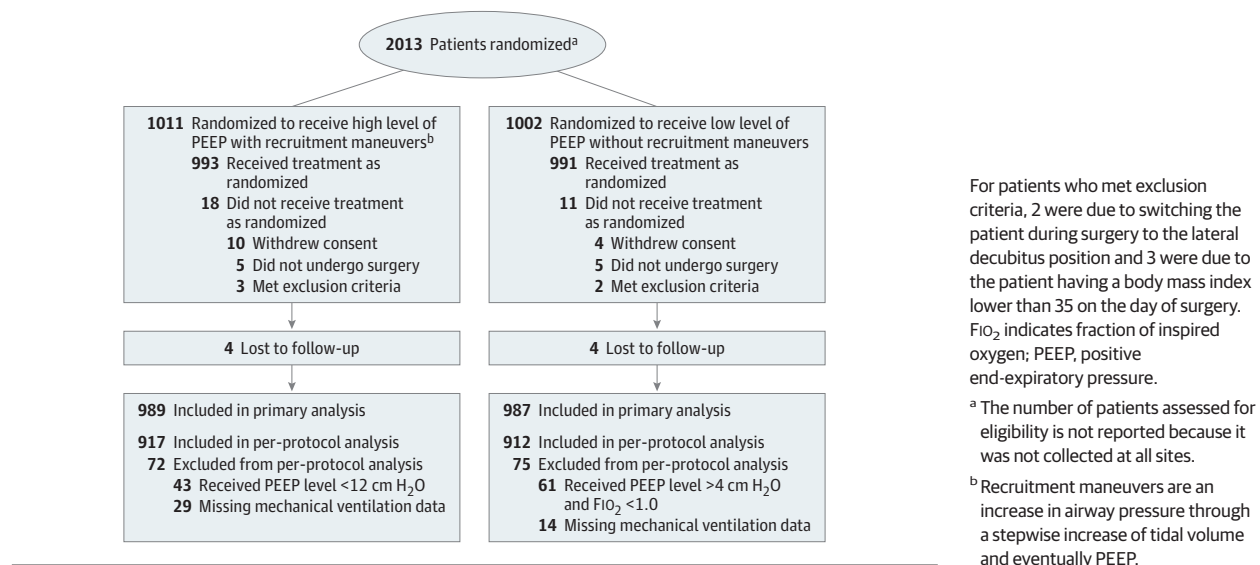 2013 Patients randomizedᵃ
1011 Randomized to receive high level of
PEEP with recruitment maneuversᵇ
993 Received treatment as
randomized
18 Did not receive treatment
as randomized
10 Withdrew consent
5 Did not undergo surgery
3 Met exclusion criteria
1002 Randomized to receive low level of
PEEP without recruitment maneuvers
991 Received treatment as
randomized
11 Did not receive treatment
as randomized
4 Withdrew consent
5 Did not undergo surgery
2 Met exclusion criteria
4 Lost to follow-up
4 Lost to follow-up
989 Included in primary analysis
917 Included in per-protocol analysis
72 Excluded from per-protocol analysis
43 Received PEEP level <12 cm H₂O
29 Missing mechanical ventilation data
987 Included in primary analysis
912 Included in per-protocol analysis
75 Excluded from per-protocol analysis
61 Received PEEP level >4 cm H₂O
and FIO₂ <1.0
14 Missing mechanical ventilation data
For patients who met exclusion
criteria, 2 were due to switching the
patient during surgery to the lateral
decubitus position and 3 were due to
the patient having a body mass index
lower than 35 on the day of surgery.
FIO₂ indicates fraction of inspired
oxygen; PEEP, positive
end-expiratory pressure.
ᵃ The number of patients assessed for
eligibility is not reported because it
was not collected at all sites.
ᵇ Recruitment maneuvers are an
increase in airway pressure through
a stepwise increase of tidal volume
and eventually PEEP.